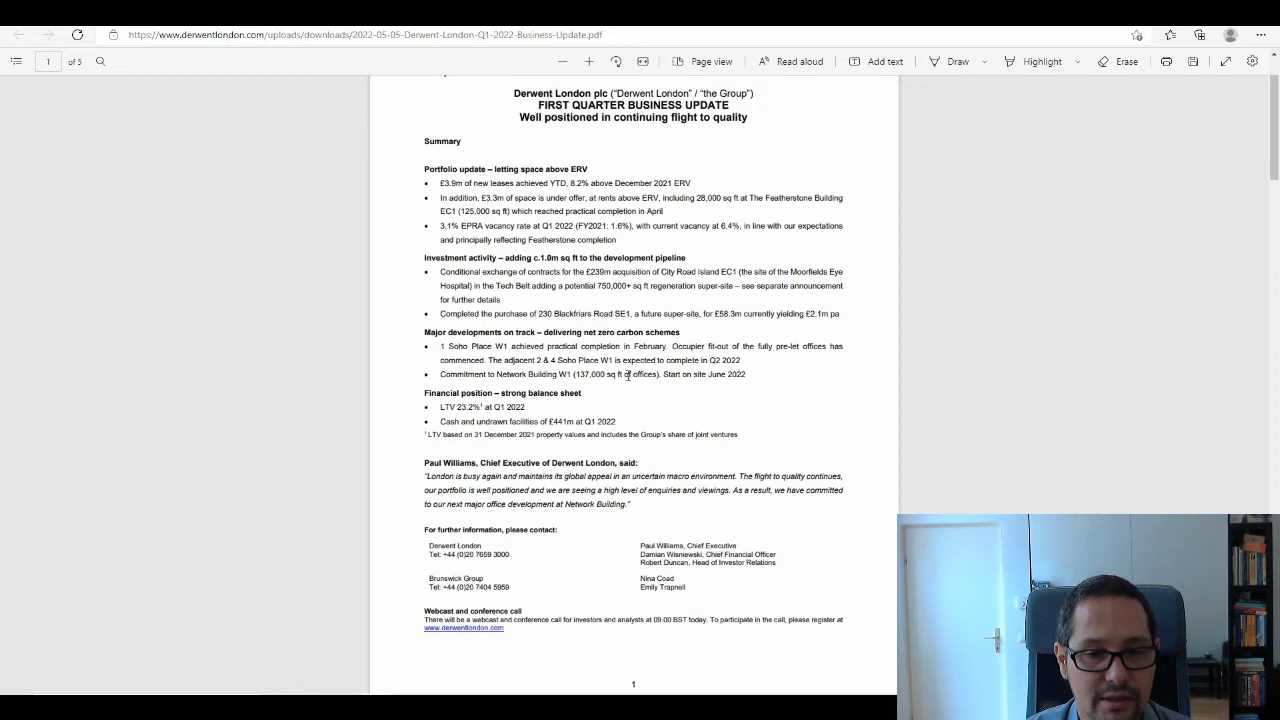 https://www.derwentlondon.com/uploads/downloads/2022-05-05-Derwent-London-Q1-2022-Business-Update.pdf
1 of 5 Page view Read aloud Add text Draw Highlight Erase
Derwent London plc (“Derwent London” / “the Group”)
FIRST QUARTER BUSINESS UPDATE
Well positioned in continuing flight to quality
Summary
Portfolio update – letting space above ERV
• £3.9m of new leases achieved YTD, 8.2% above December 2021 ERV
• In addition, £3.3m of space is under offer, at rents above ERV, including 28,000 sq ft at The Featherstone Building
EC1 (125,000 sq ft) which reached practical completion in April
• 3.1% EPRA vacancy rate at Q1 2022 (FY2021: 1.6%), with current vacancy at 6.4%, in line with our expectations
and principally reflecting Featherstone completion
Investment activity – adding c.1.0m sq ft to the development pipeline
• Conditional exchange of contracts for the £239m acquisition of City Road Island EC1 (the site of the Moorfields Eye
Hospital) in the Tech Belt adding a potential 750,000+ sq ft regeneration super-site – see separate announcement
for further details
• Completed the purchase of 230 Blackfriars Road SE1, a future super-site, for £58.3m currently yielding £2.1m pa
Major developments on track – delivering net zero carbon schemes
• 1 Soho Place W1 achieved practical completion in February. Occupier fit-out of the fully pre-let offices has
commenced. The adjacent 2 & 4 Soho Place W1 is expected to complete in Q2 2022
• Commitment to Network Building W1 (137,000 sq ft of offices). Start on site June 2022
Financial position – strong balance sheet
• LTV 23.2%¹ at Q1 2022
• Cash and undrawn facilities of £441m at Q1 2022
¹ LTV based on 31 December 2021 property values and includes the Group’s share of joint ventures
Paul Williams, Chief Executive of Derwent London, said:
“London is busy again and maintains its global appeal in an uncertain macro environment. The flight to quality continues,
our portfolio is well positioned and we are seeing a high level of enquiries and viewings. As a result, we have committed
to our next major office development at Network Building.”
For further information, please contact:
Derwent London Paul Williams, Chief Executive
Tel: +44 (0)20 7659 3000 Damian Wisniewski, Chief Financial Officer
Robert Duncan, Head of Investor Relations
Brunswick Group Nina Coad
Tel: +44 (0)20 7404 5959 Emily Trapnell
Webcast and conference call
There will be a webcast and conference call for investors and analysts at 09.00 BST today. To participate in the call, please register at
www.derwentlondon.com
1